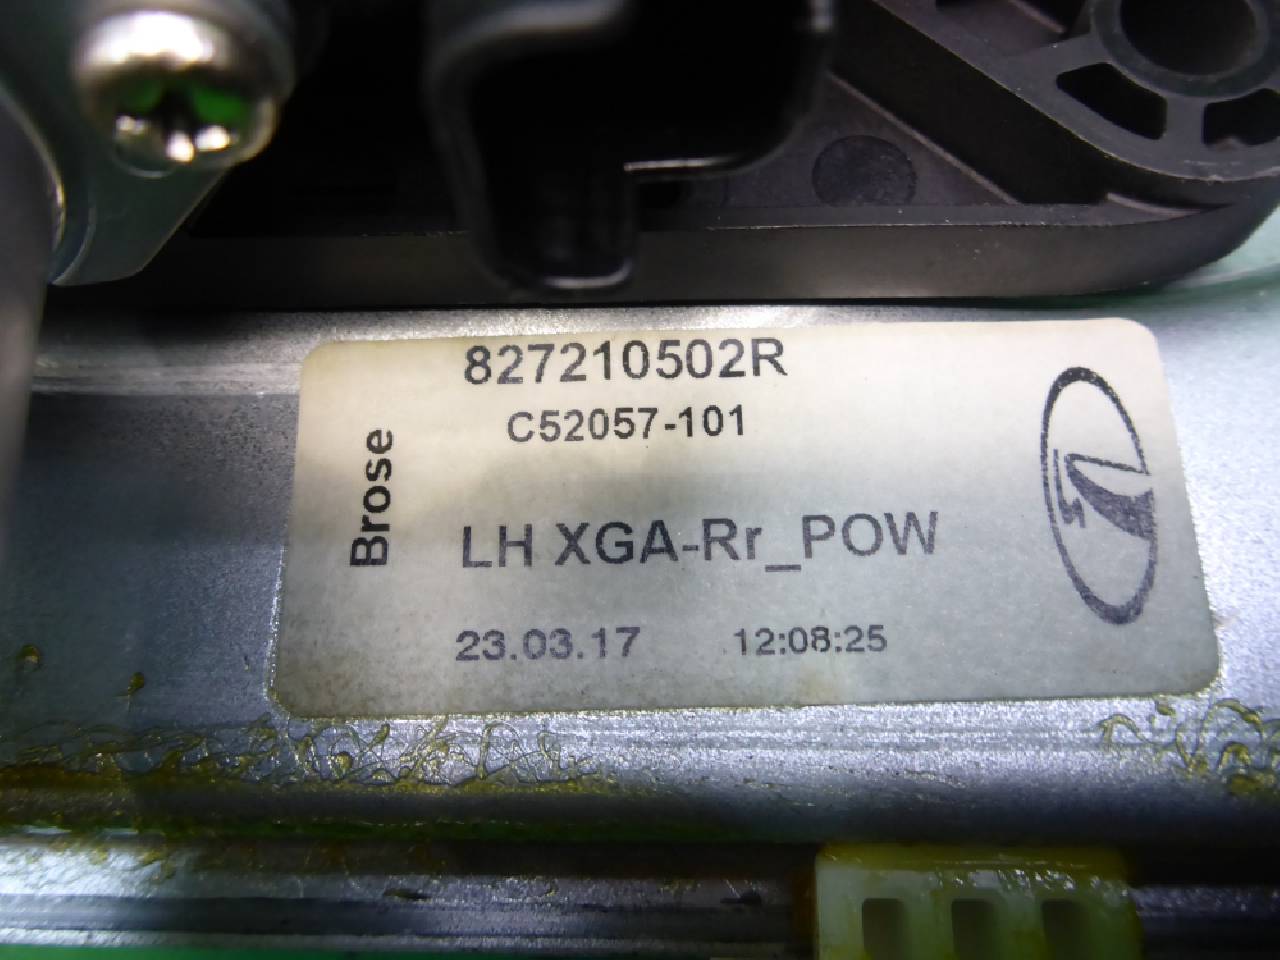 827210502R
C52057-101
Brose
LH XGA-Rr_POW
23.03.17 12:08:25